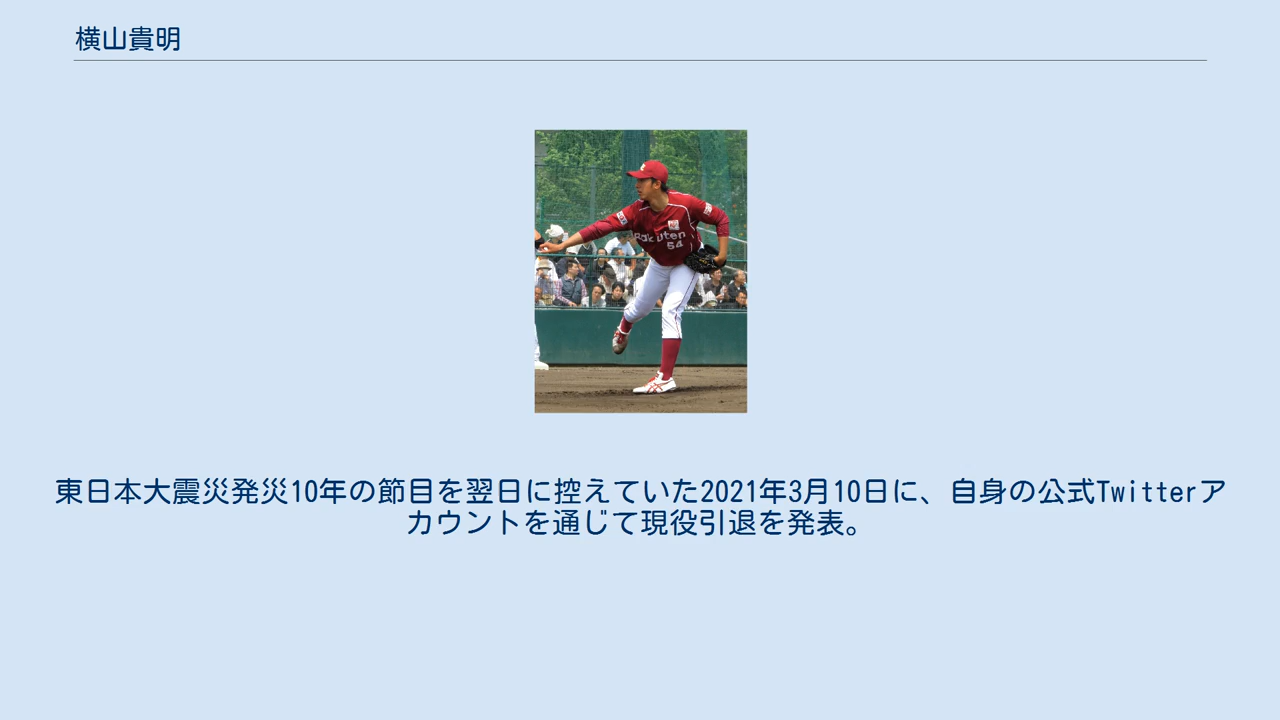 横山貴明
Rakuten
54
東日本大震災発災10年の節目を翌日に控えていた2021年3月10日に、自身の公式Twitterア
カウントを通じて現役引退を発表。